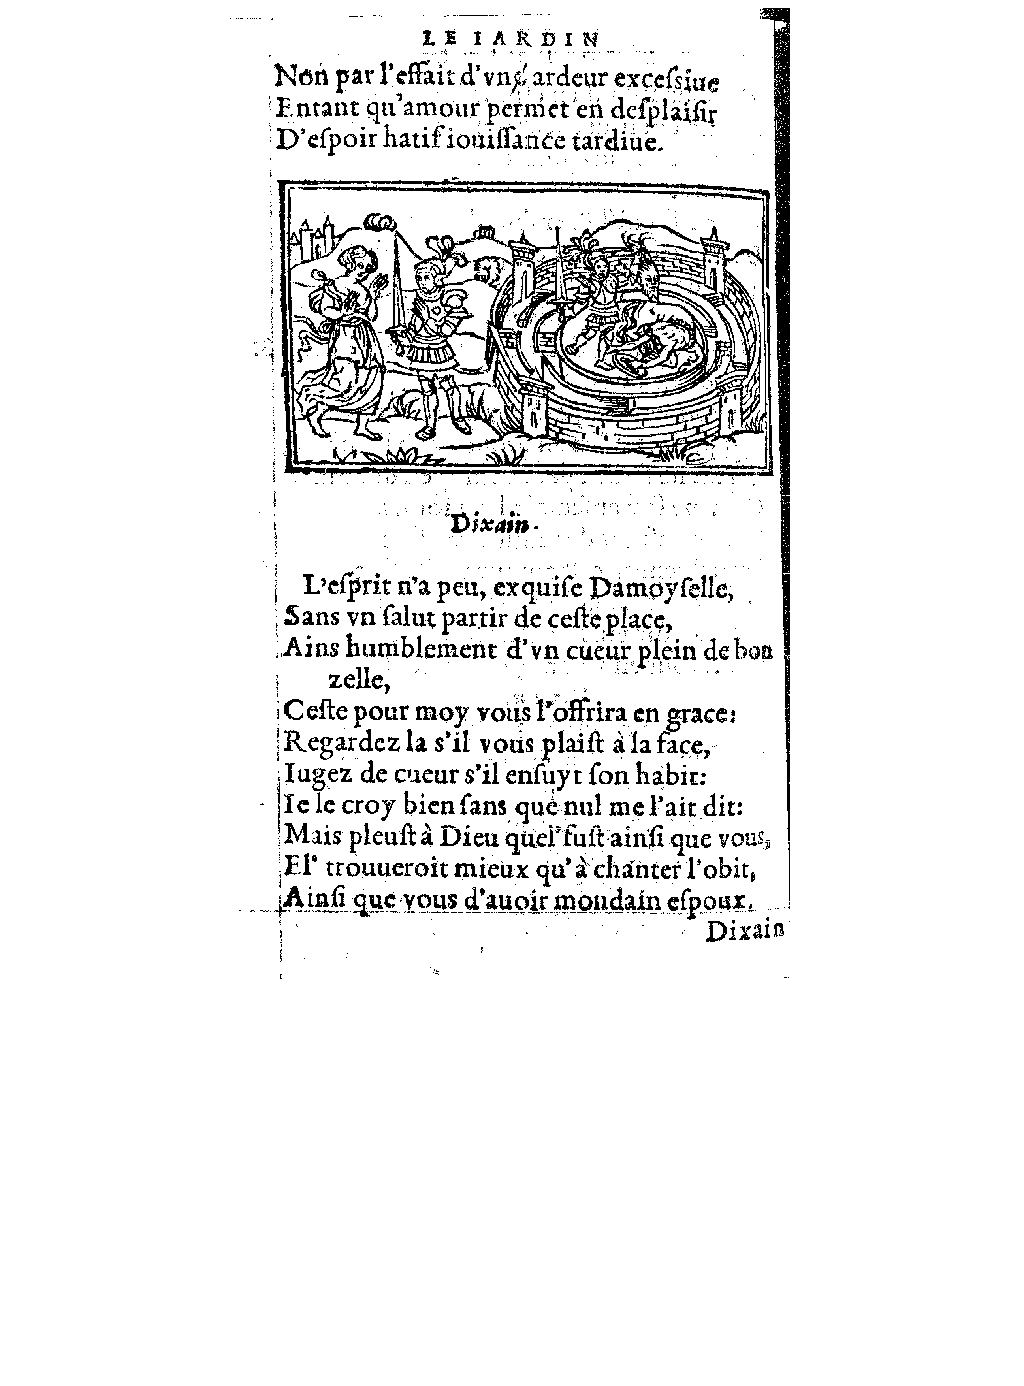 LE IARDIN
Non par l'eſſait d'vnɇ ardeur exceſsiue
Entant qu'amour permet en deſplaiſir
D'eſpoir hatif iouiſſance tardiue.
Dixain.
L'eſprit n'a peu, exquiſe Damoyſelle,
Sans vn ſalut partir de ceſte place,
Ains humblement d'vn cueur plein de bon
zelle,
Ceſte pour moy vous l'offrira en grace:
Regardez la s'il vous plaiſt à la face,
Iugez de cueur s'il enſuyt ſon habit:
Ie le croy bien ſans que nul me l'ait dit:
Mais pleuſt à Dieu quel' fuſt ainſi que vous,
El' trouueroit mieux qu'à chanter l'obit,
Ainſi que vous d'auoir mondain eſpoux.
Dixain